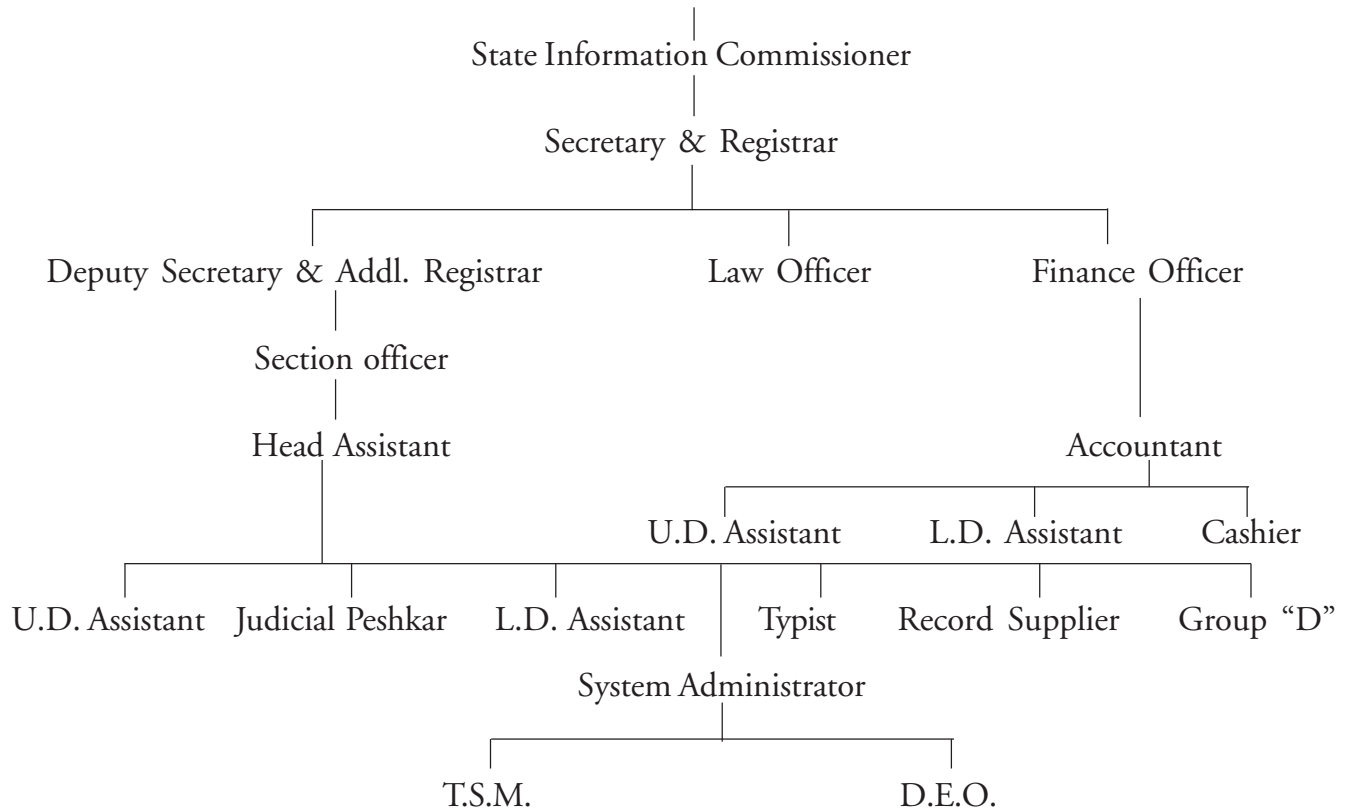 State Information Commissioner
Secretary & Registrar
Deputy Secretary & Addl. Registrar Law Officer Finance Officer
Section officer
Head Assistant Accountant
U.D. Assistant L.D. Assistant Cashier
U.D. Assistant Judicial Peshkar L.D. Assistant Typist Record Supplier Group “D”
System Administrator
T.S.M. D.E.O.